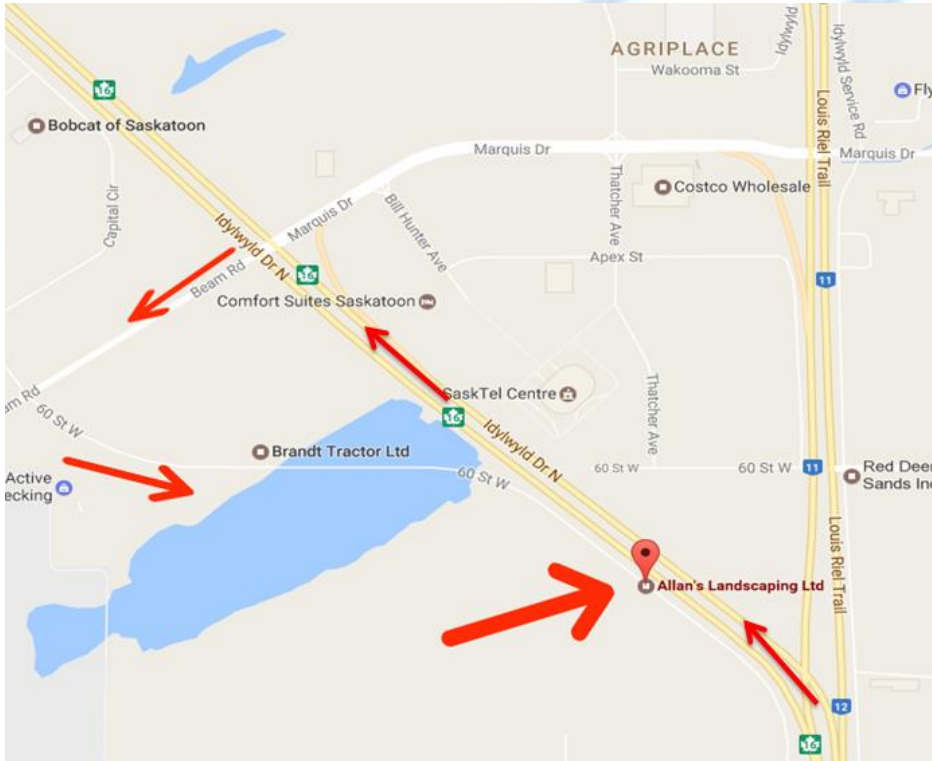 AGRIPLACE
Wakooma St
Idylwyl
Idylwyld Service Rd
Fly
16
Bobcat of Saskatoon
Louis Riel Trail
Marquis Dr
Marquis Dr
Costco Wholesale
Thatcher Ave
Capital Cir
Bill Hunter Ave
Marquis Dr
Idylwyld Dr N
Beam Rd
16
Apex St
11
Comfort Suites Saskatoon
SaskTel Centre
Thatcher Ave
am Rd
60 St W
16
Idylwyld Dr N
Brandt Tractor Ltd
60 St W
60 St W
60 St W
11
Red Deer
Sands Inc
Active
ecking
Louis Riel Trail
Allan's Landscaping Ltd
12
16